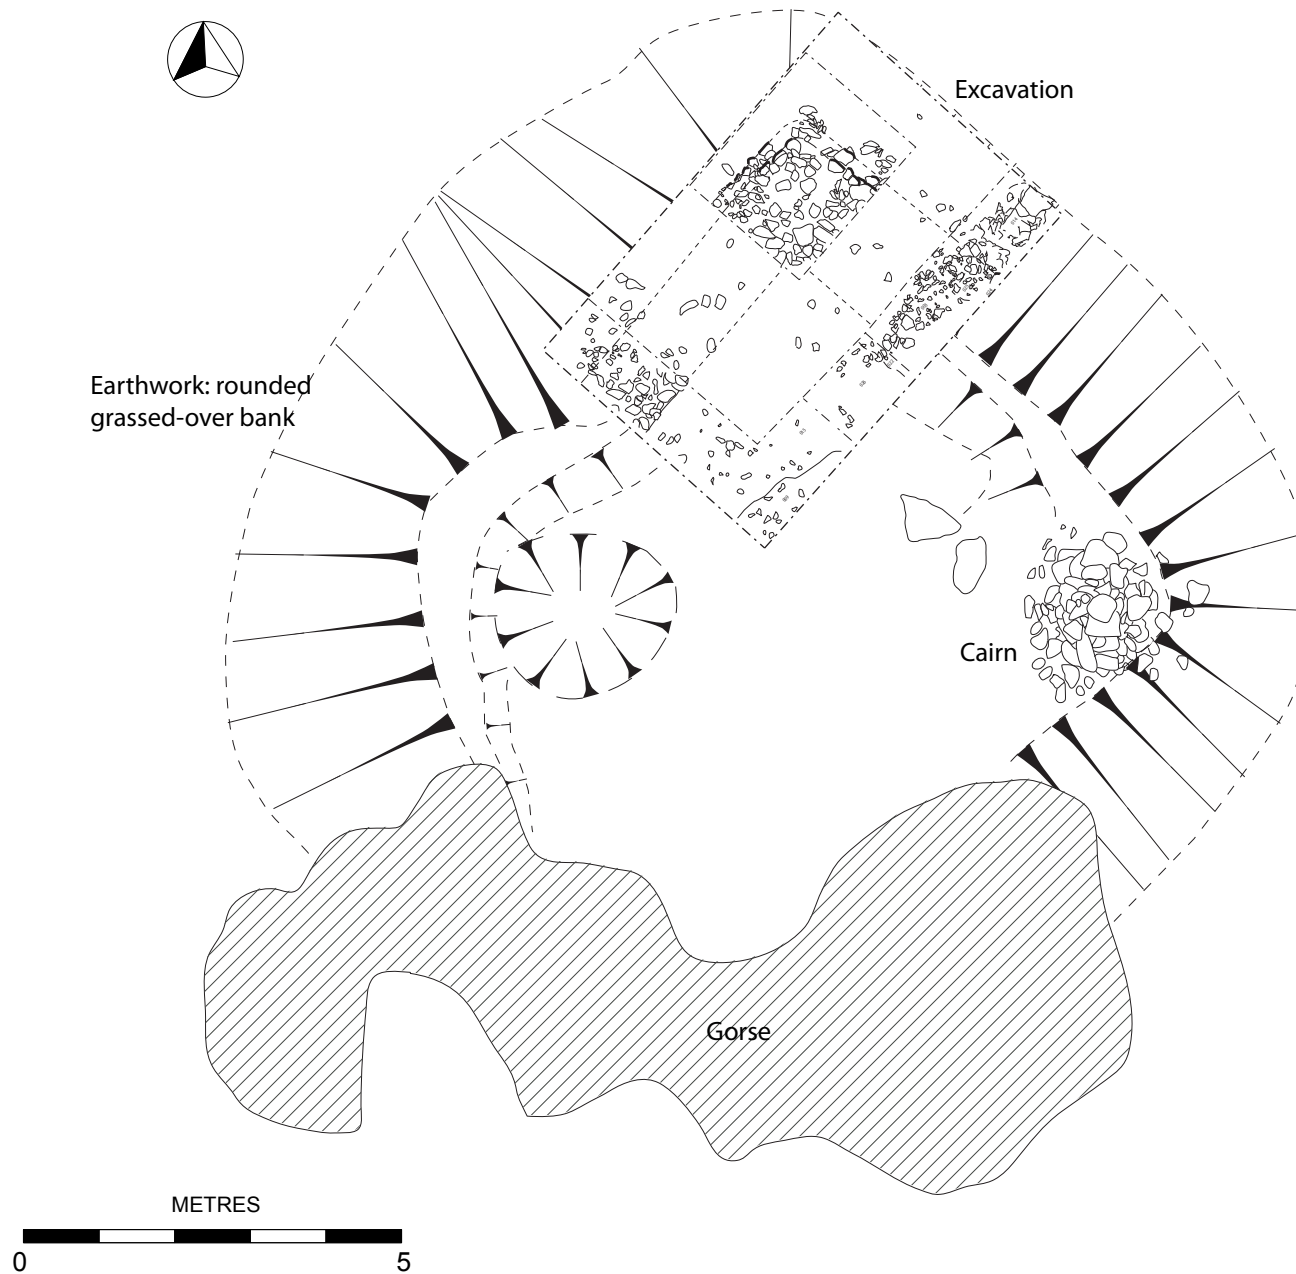 Excavation
Earthwork: rounded
grassed-over bank
Cairn
Gorse
METRES
0 5